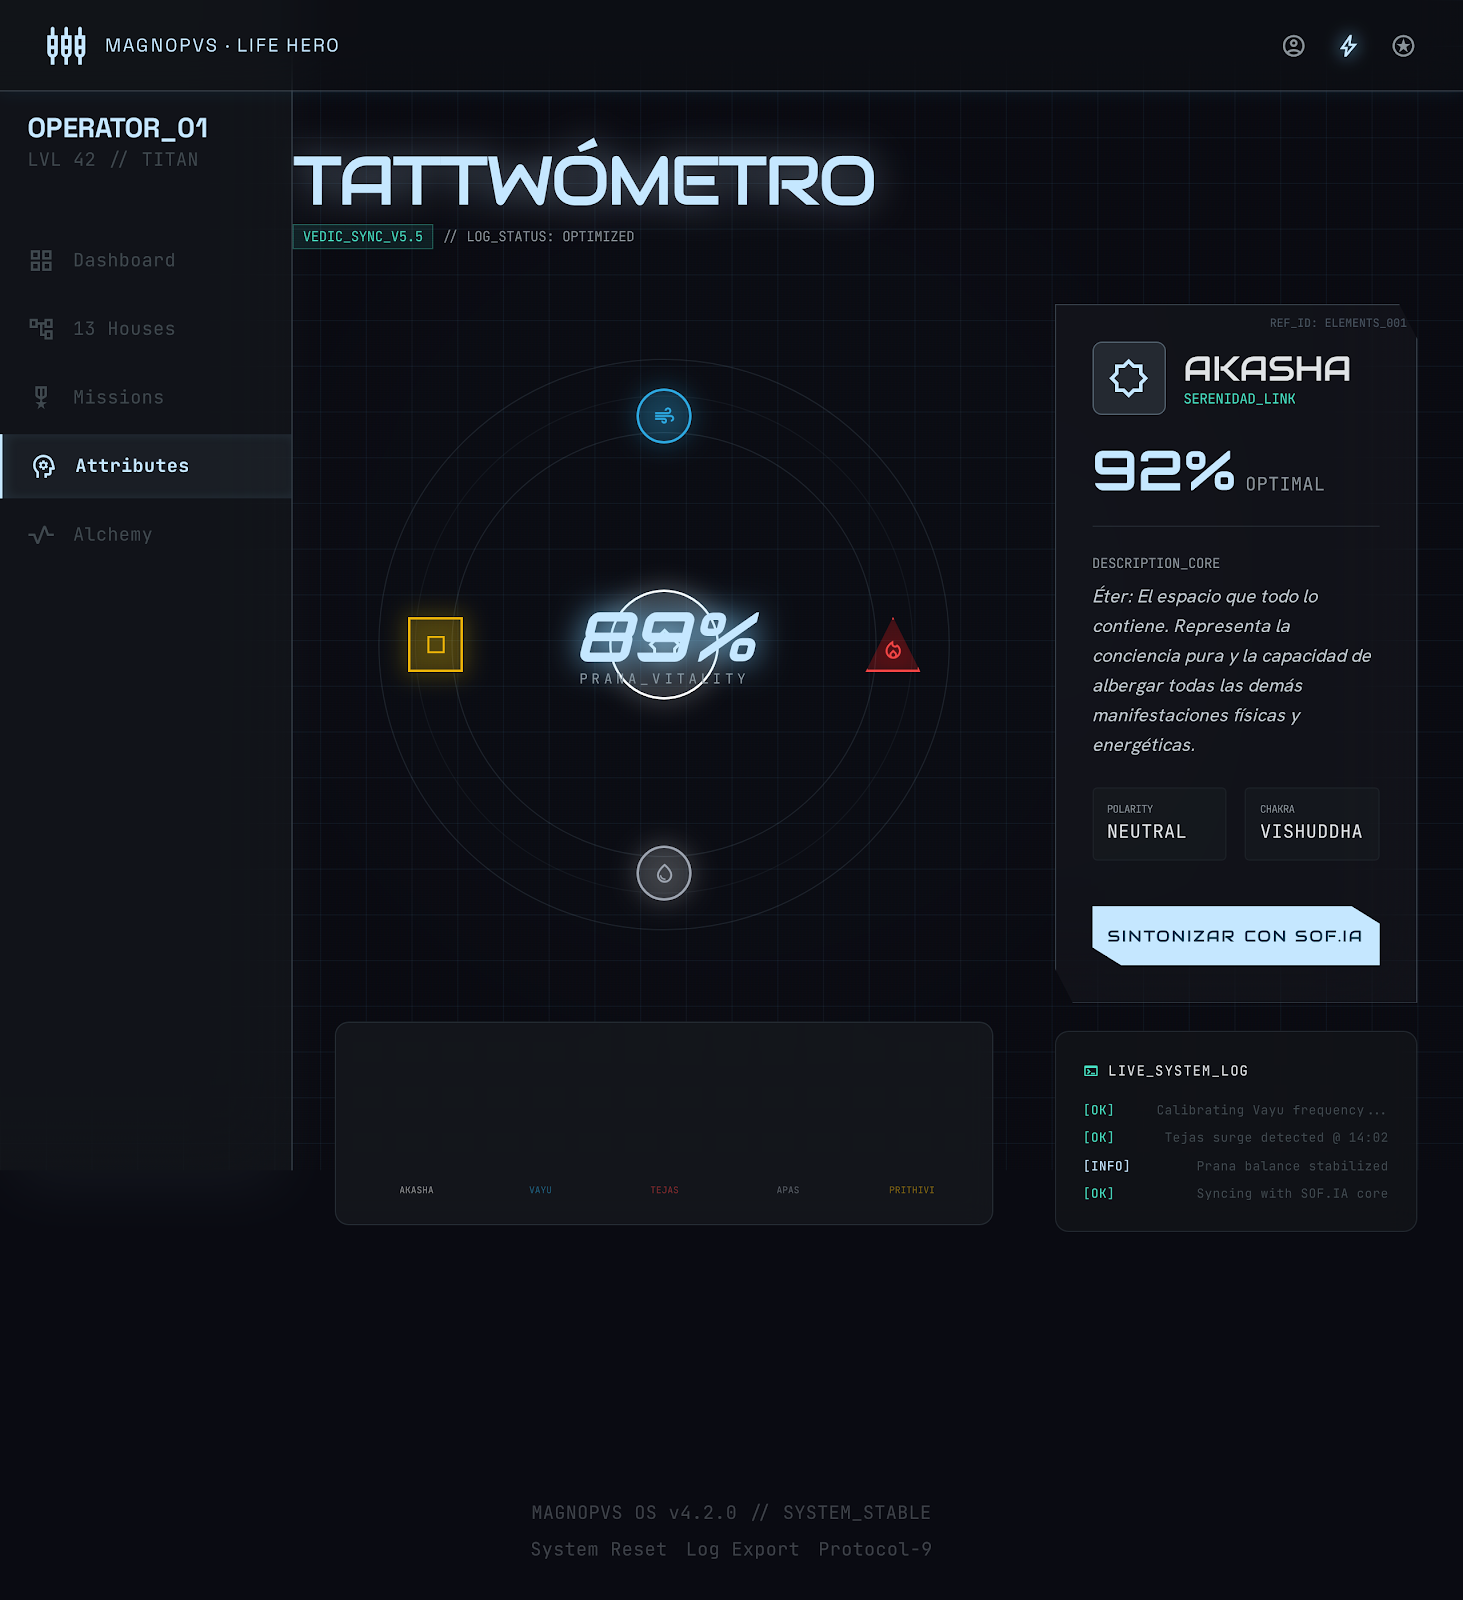 MAGNOPVS · LIFE HERO
OPERATOR_01
LVL 42 // TITAN
Dashboard
13 Houses
Missions
Attributes
Alchemy
TATTWÓMETRO
VEDIC_SYNC_V5.5 // LOG_STATUS: OPTIMIZED
89%
PRANA_VITALITY
REF_ID: ELEMENTS_001
AKASHA
SERENIDAD_LINK
92% OPTIMAL
DESCRIPTION_CORE
Éter: El espacio que todo lo
contiene. Representa la
conciencia pura y la capacidad de
albergar todas las demás
manifestaciones físicas y
energéticas.
POLARITY
NEUTRAL
CHAKRA
VISHUDDHA
SINTONIZAR CON SOF.IA
AKASHA VAYU TEJAS APAS PRITHIVI
LIVE_SYSTEM_LOG
[OK] Calibrating Vayu frequency...
[OK] Tejas surge detected @ 14:02
[INFO] Prana balance stabilized
[OK] Syncing with SOF.IA core
MAGNOPVS OS v4.2.0 // SYSTEM_STABLE
System Reset Log Export Protocol-9